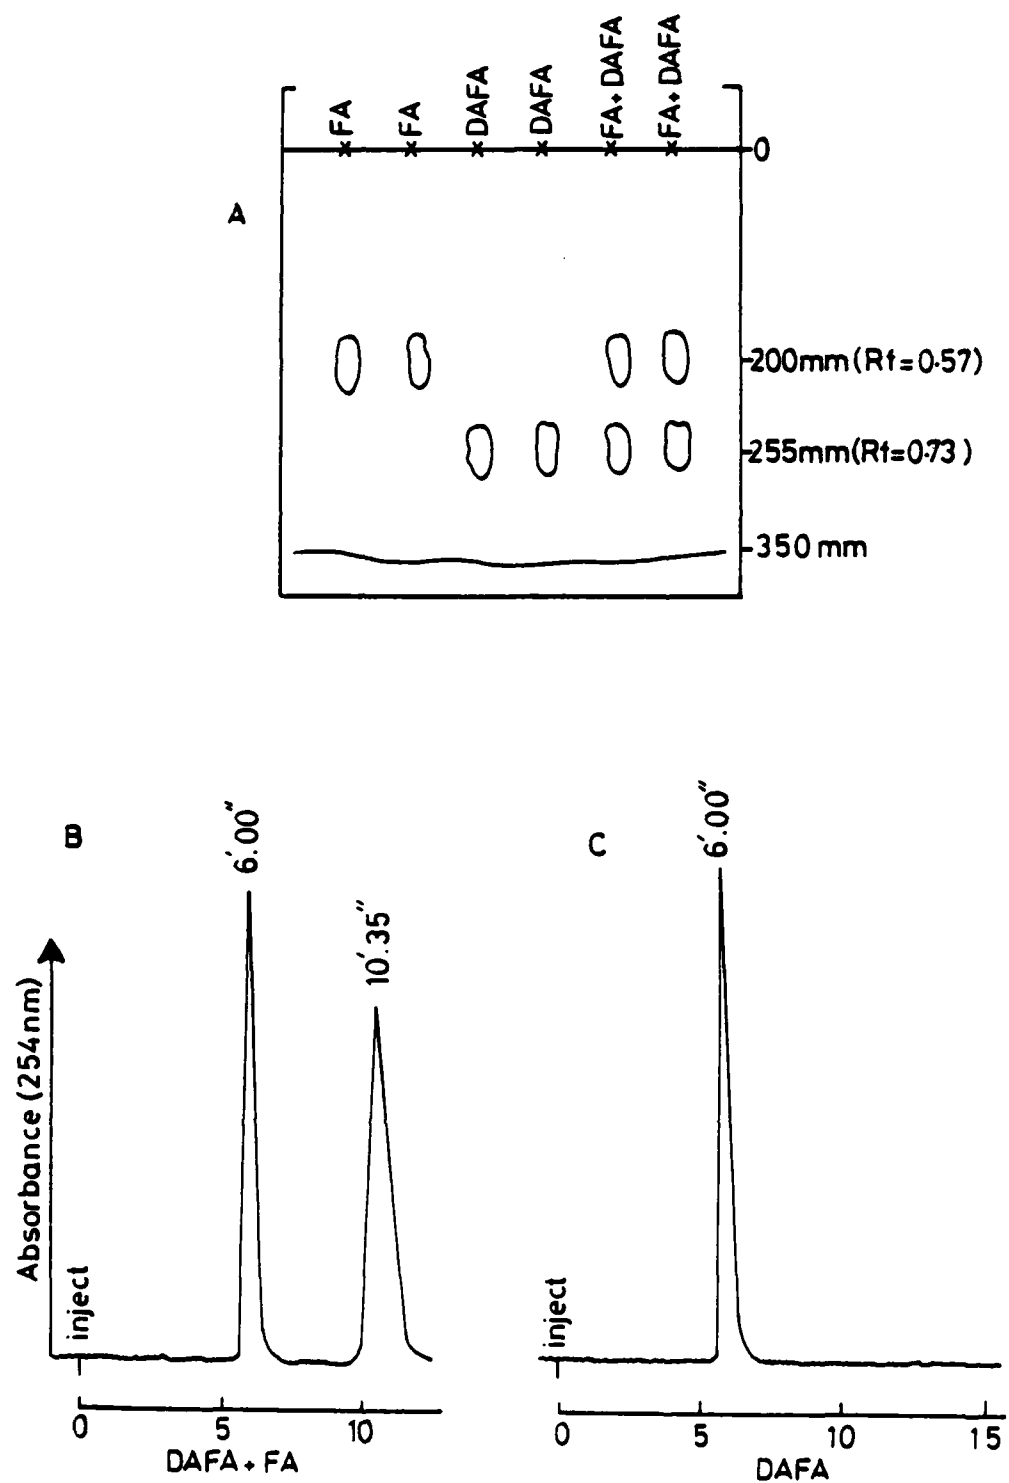 FA
FA
DAFA
DAFA
FA+DAFA
FA+DAFA
0
A
200mm (Rf=0.57)
255mm (Rf=0.73)
350 mm
B
6'.00"
10'.35"
Absorbance (254nm)
inject
0 5 10
DAFA + FA
C
6'.00"
inject
0 5 10 15
DAFA